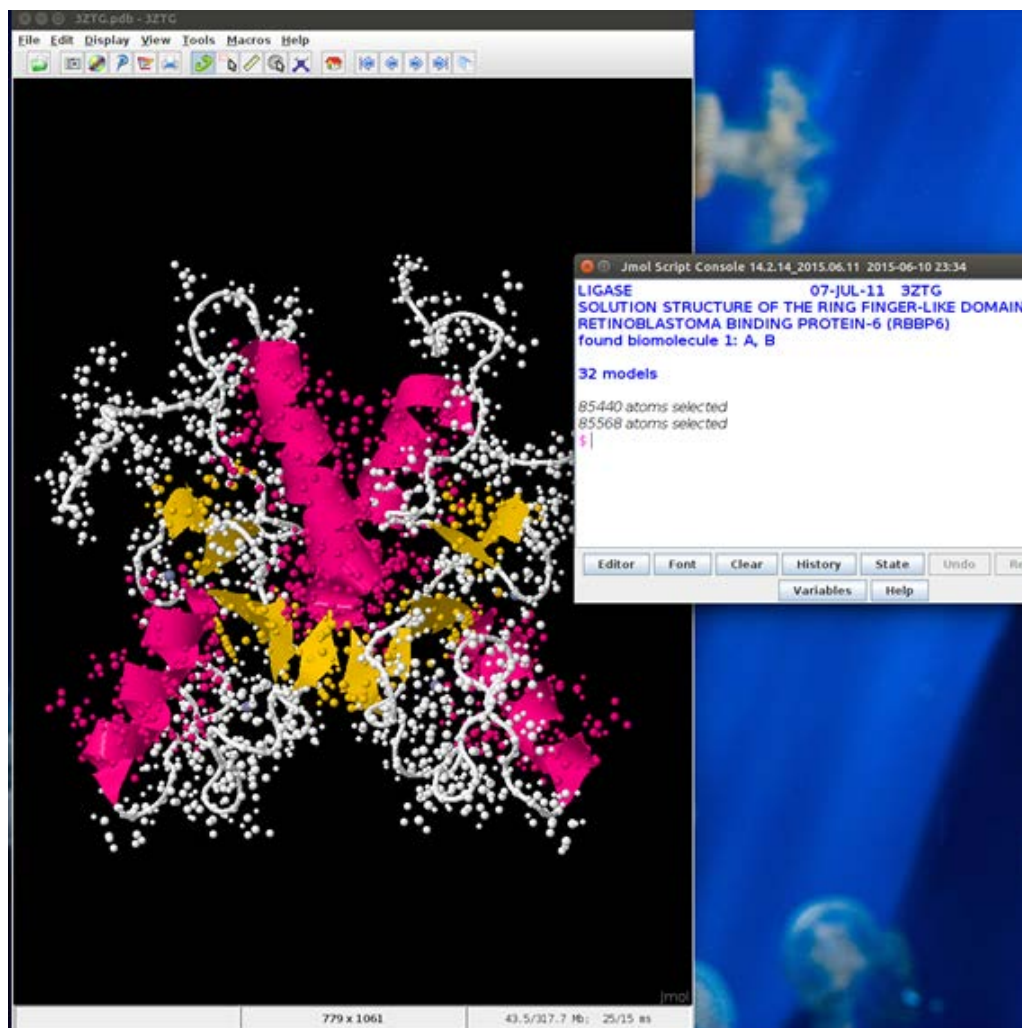 3ZTG.pdb - 3ZTG
File Edit Display View Tools Macros Help
Jmol Script Console 14.2.14_2015.06.11 2015-06-10 23:34
LIGASE 07-JUL-11 3ZTG
SOLUTION STRUCTURE OF THE RING FINGER-LIKE DOMAIN
RETINOBLASTOMA BINDING PROTEIN-6 (RBBP6)
found biomolecule 1: A, B
32 models
85440 atoms selected
85568 atoms selected
$
Editor Font Clear History State Undo Re
Variables Help
Jmol
779 x 1061 43.5/317.7 Mb; 25/15 ms